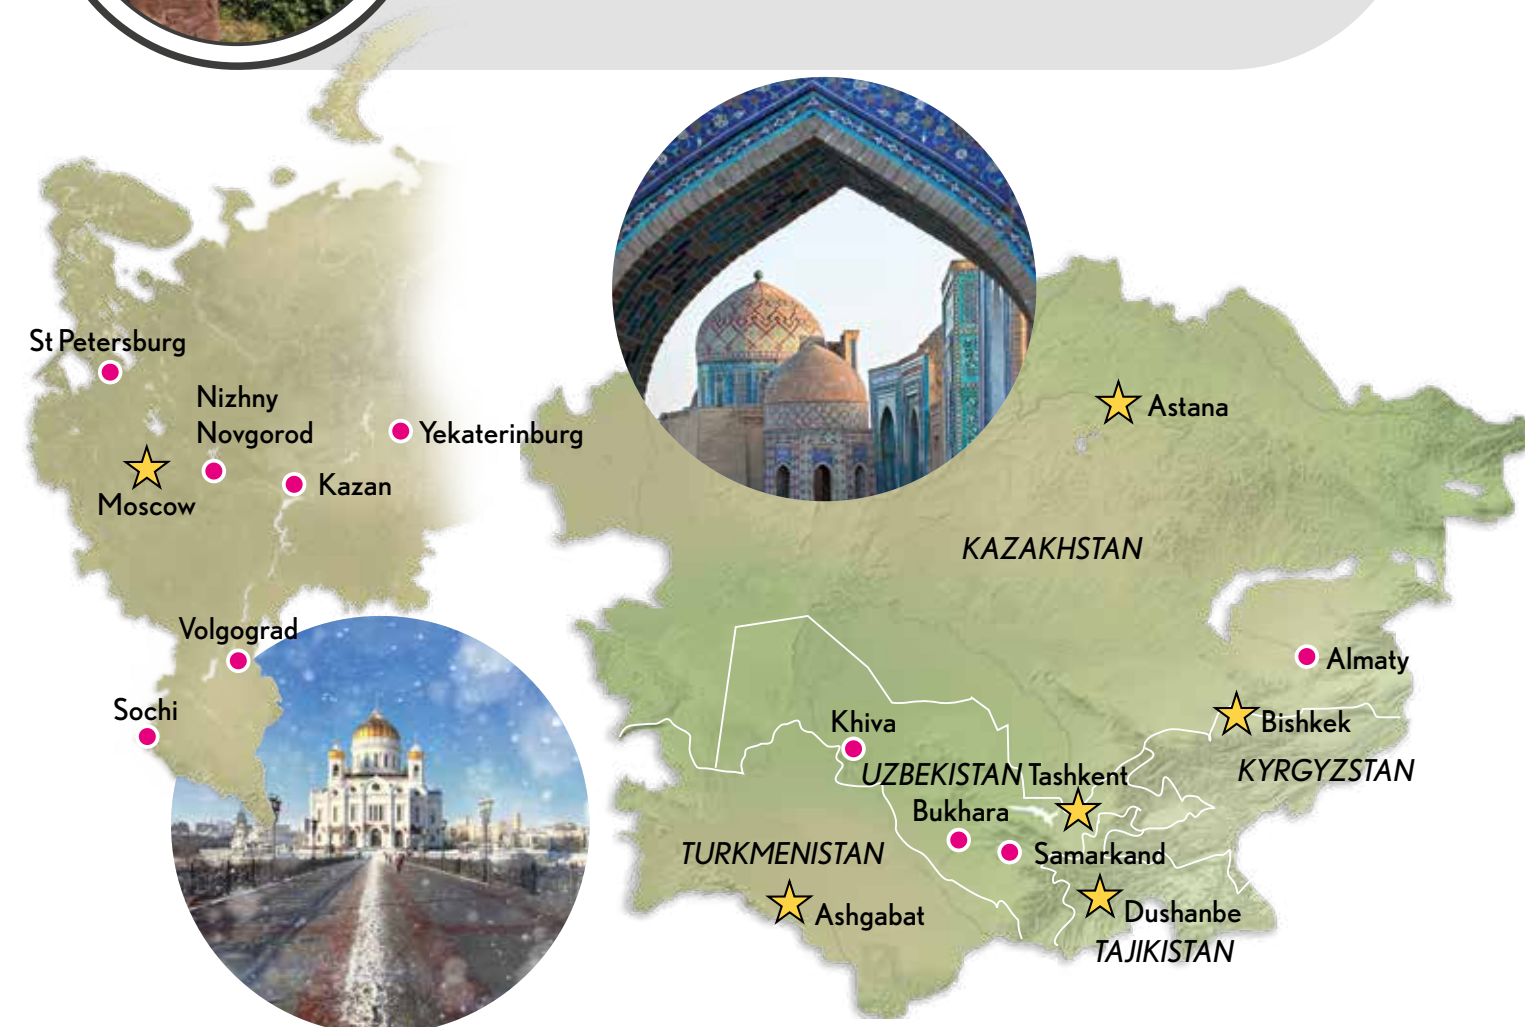 St Petersburg
Nizhny
Novgorod
Yekaterinburg
Moscow
Kazan
Volgograd
Sochi
Astana
KAZAKHSTAN
Almaty
Bishkek
KYRGYZSTAN
Khiva
UZBEKISTAN Tashkent
Bukhara
Samarkand
TURKMENISTAN
Ashgabat
Dushanbe
TAJIKISTAN